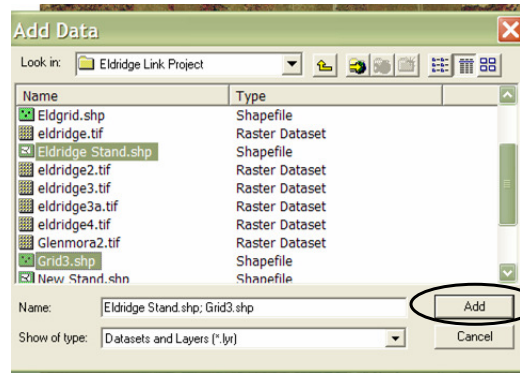 Add Data
Look in: Eldridge Link Project
Name Type
Eldgrid.shp Shapefile
eldridge.tif Raster Dataset
Eldridge Stand.shp Shapefile
eldridge2.tif Raster Dataset
eldridge3.tif Raster Dataset
eldridge3a.tif Raster Dataset
eldridge4.tif Raster Dataset
Glenmora2.tif Raster Dataset
Grid3.shp Shapefile
New Stand.shp Shapefile
Name: Eldridge Stand.shp; Grid3.shp Add
Show of type: Datasets and Layers (*.lyr) Cancel